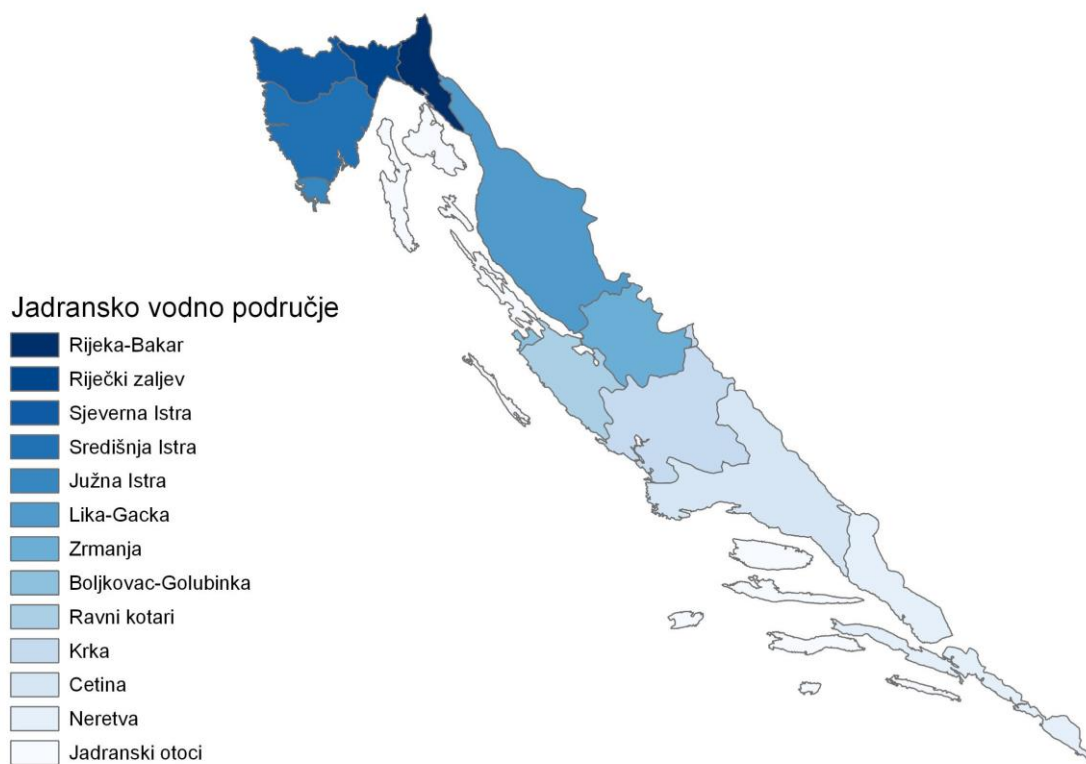 Jadransko vodno područje
Rijeka-Bakar
Riječki zaljev
Sjeverna Istra
Središnja Istra
Južna Istra
Lika-Gacka
Zrmanja
Boljkovac-Golubinka
Ravni kotari
Krka
Cetina
Neretva
Jadranski otoci